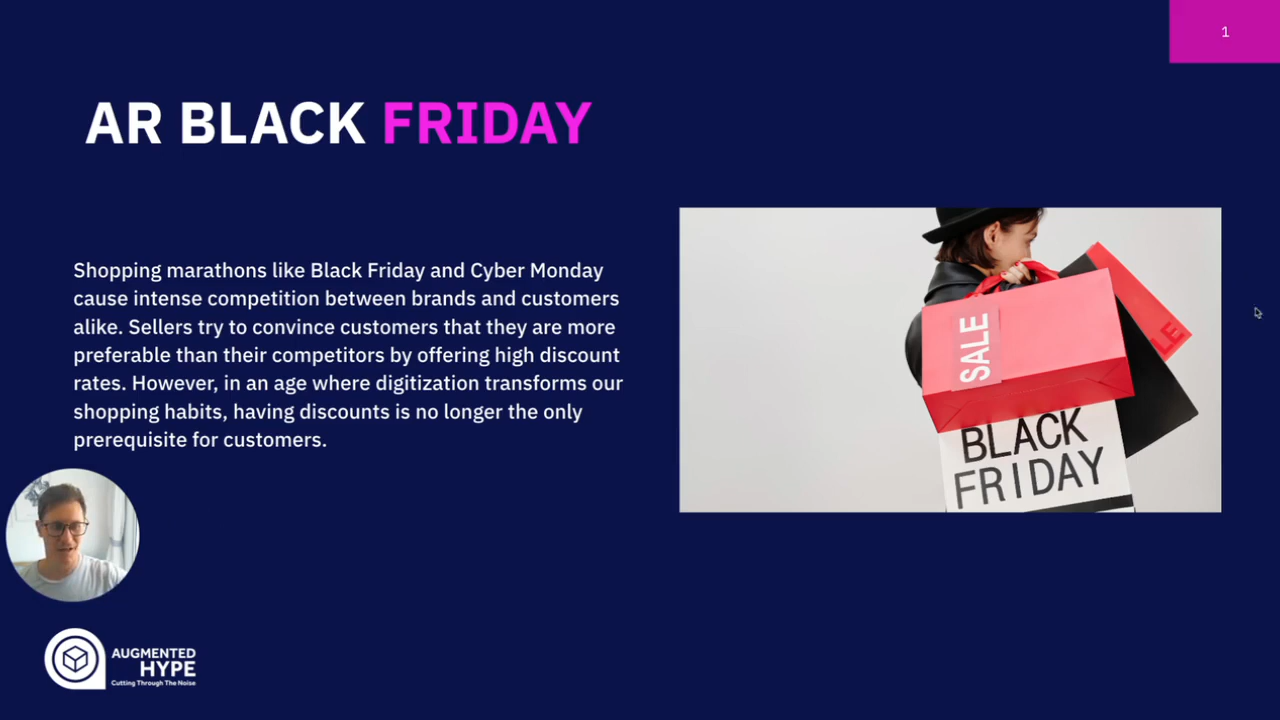 1
AR BLACK FRIDAY
Shopping marathons like Black Friday and Cyber Monday
cause intense competition between brands and customers
alike. Sellers try to convince customers that they are more
preferable than their competitors by offering high discount
rates. However, in an age where digitization transforms our
shopping habits, having discounts is no longer the only
prerequisite for customers.
SALE
LE
BLACK
FRIDAY
AUGMENTED
HYPE
Cutting Through The Noise